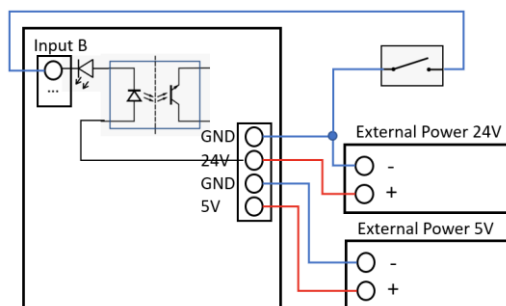 Input B
...
GND
24V
GND
5V
External Power 24V
-
+
External Power 5V
-
+